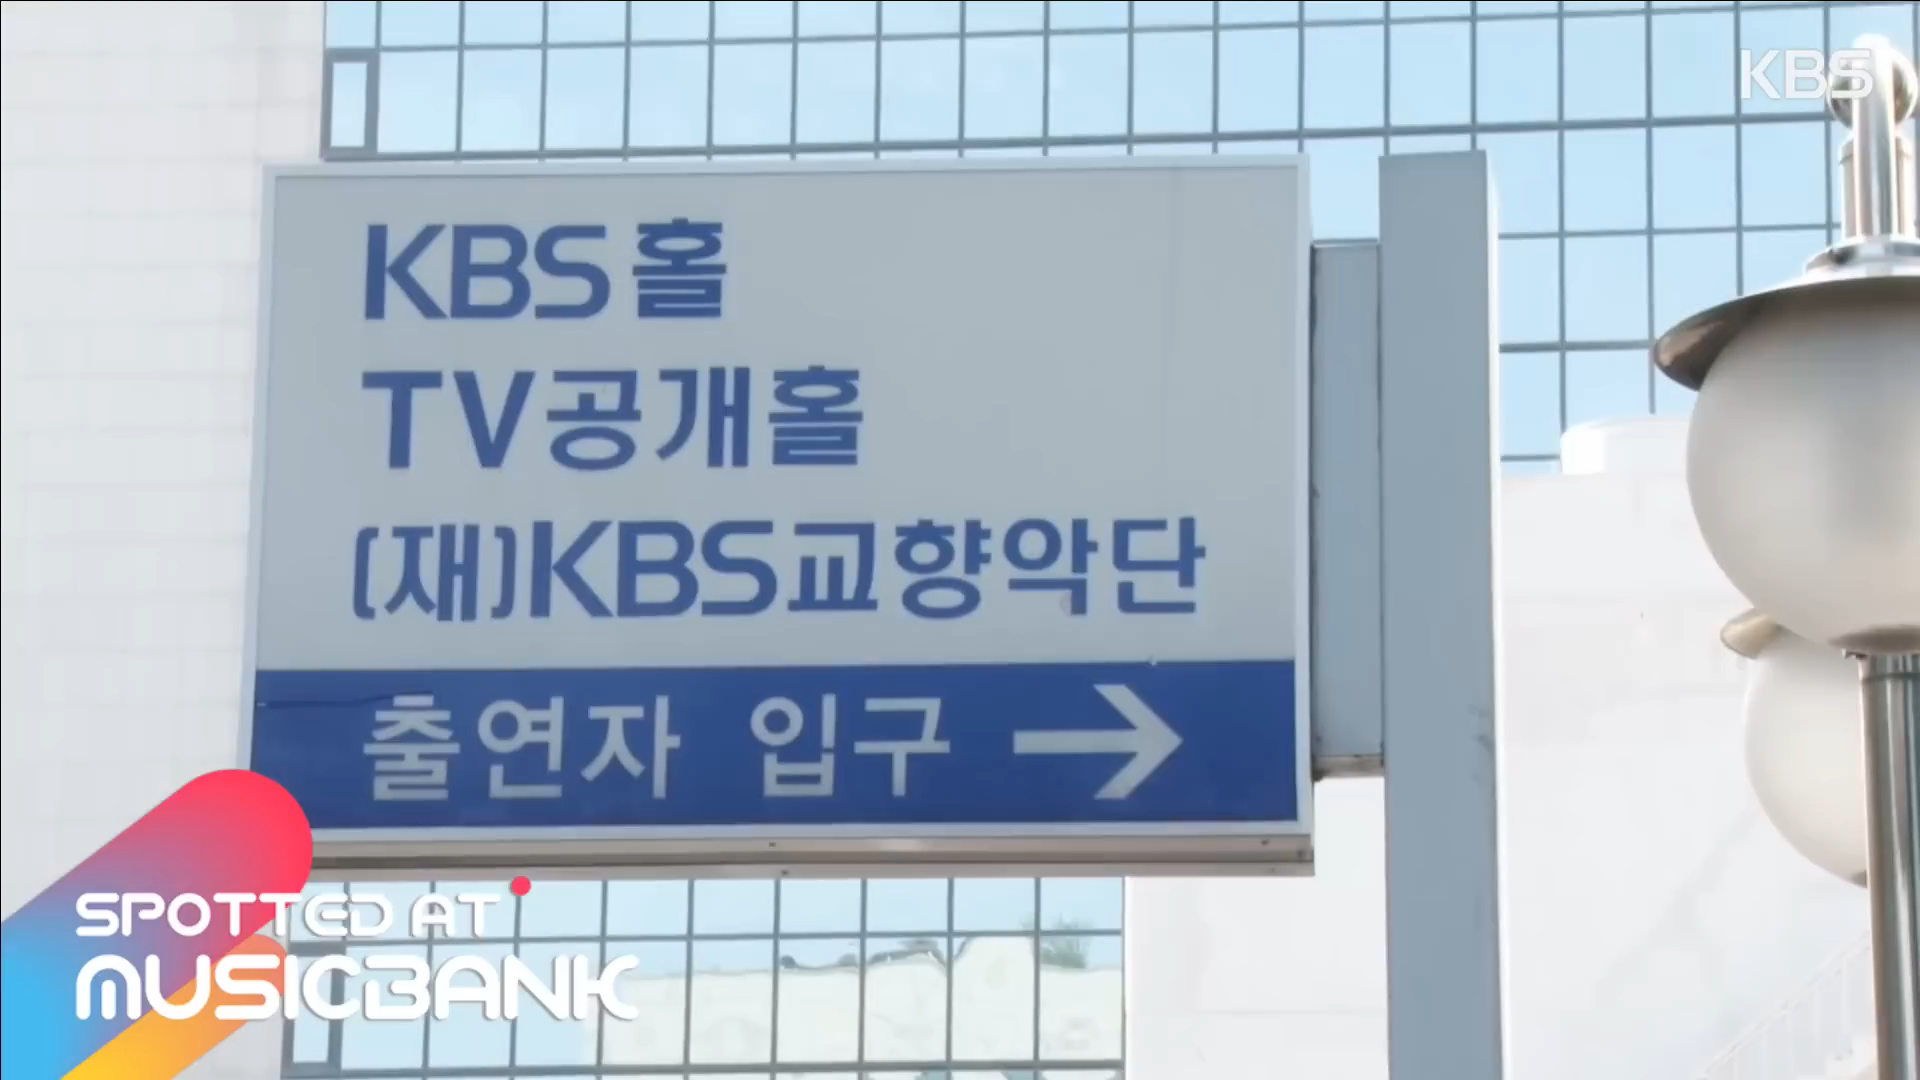 KBS
KBS홀
TV공개홀
(재)KBS교향악단
출연자 입구 →
SPOTTED AT
MUSICBANK